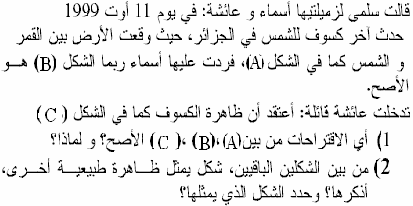 قالت سلمى لزميلتيها أسماء و عائشة: في يوم 11 أوت 1999
حدث آخر كسوف للشمس في الجزائر، حيث وقعت الأرض بين القمر
و الشمس كما في الشكل (A)، فردت عليها أسماء ربما الشكل (B) هــو
الأصح.
تدخلت عائشة قائلة: أعتقد أن ظاهرة الكسوف كما في الشكل ( C )
1) أي الاقتراحات من بين (A)، (B)، ( C ) الأصح؟ و لماذا؟
2) من بين الشكلين الباقيين، شكل يمثل ظـاهرة طبيعيـة أخـرى،
أذكرها؟ وحدد الشكل الذي يمثلها؟